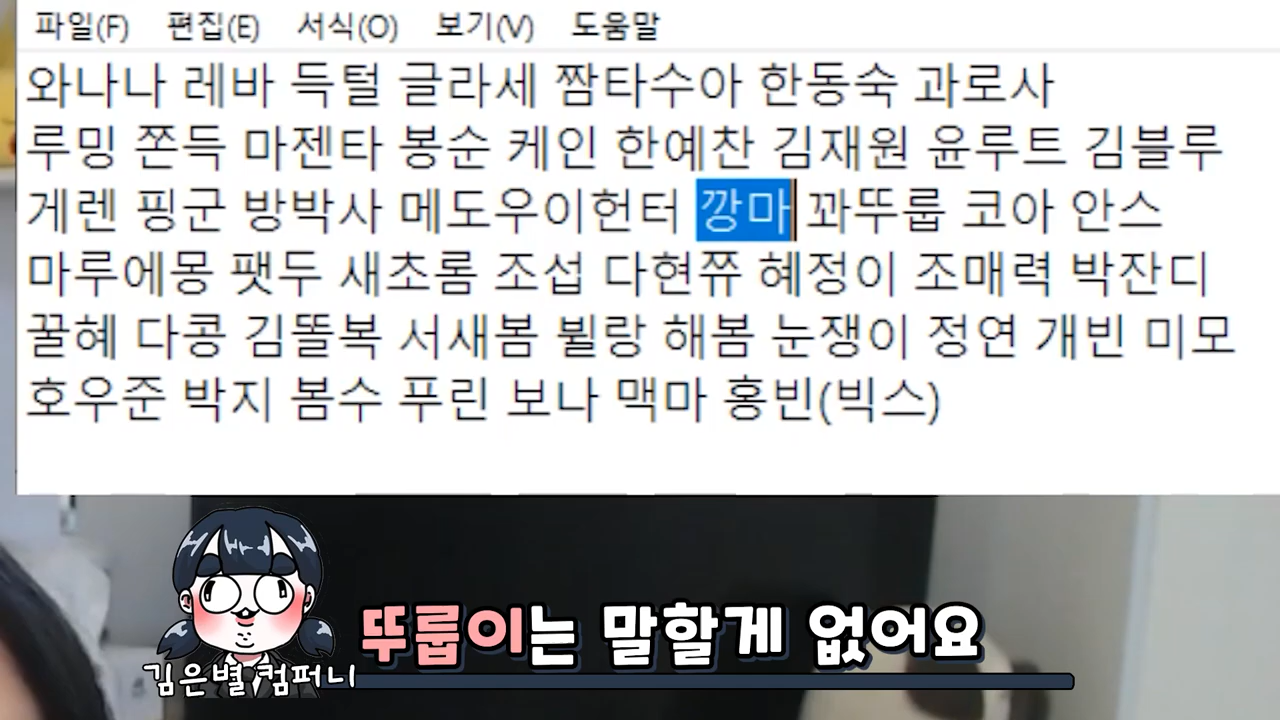 파일(F) 편집(E) 서식(O) 보기(V) 도움말
와나나 레바 득털 글라세 짬타수아 한동숙 과로사
루밍 쫀득 마젠타 봉순 케인 한예찬 김재원 윤루트 김블루
게렌 핑군 방박사 메도우이헌터 깡마 꽈뚜룹 코아 안스
마루에몽 팻두 새초롬 조섭 다현쮸 혜정이 조매력 박잔디
꿀혜 다콩 김똘복 서새봄 뷜랑 해봄 눈쟁이 정연 개빈 미모
호우준 박지 봄수 푸린 보나 맥마 홍빈(빅스)
뚜룹이는 말할게 없어요
김은별 컴퍼니